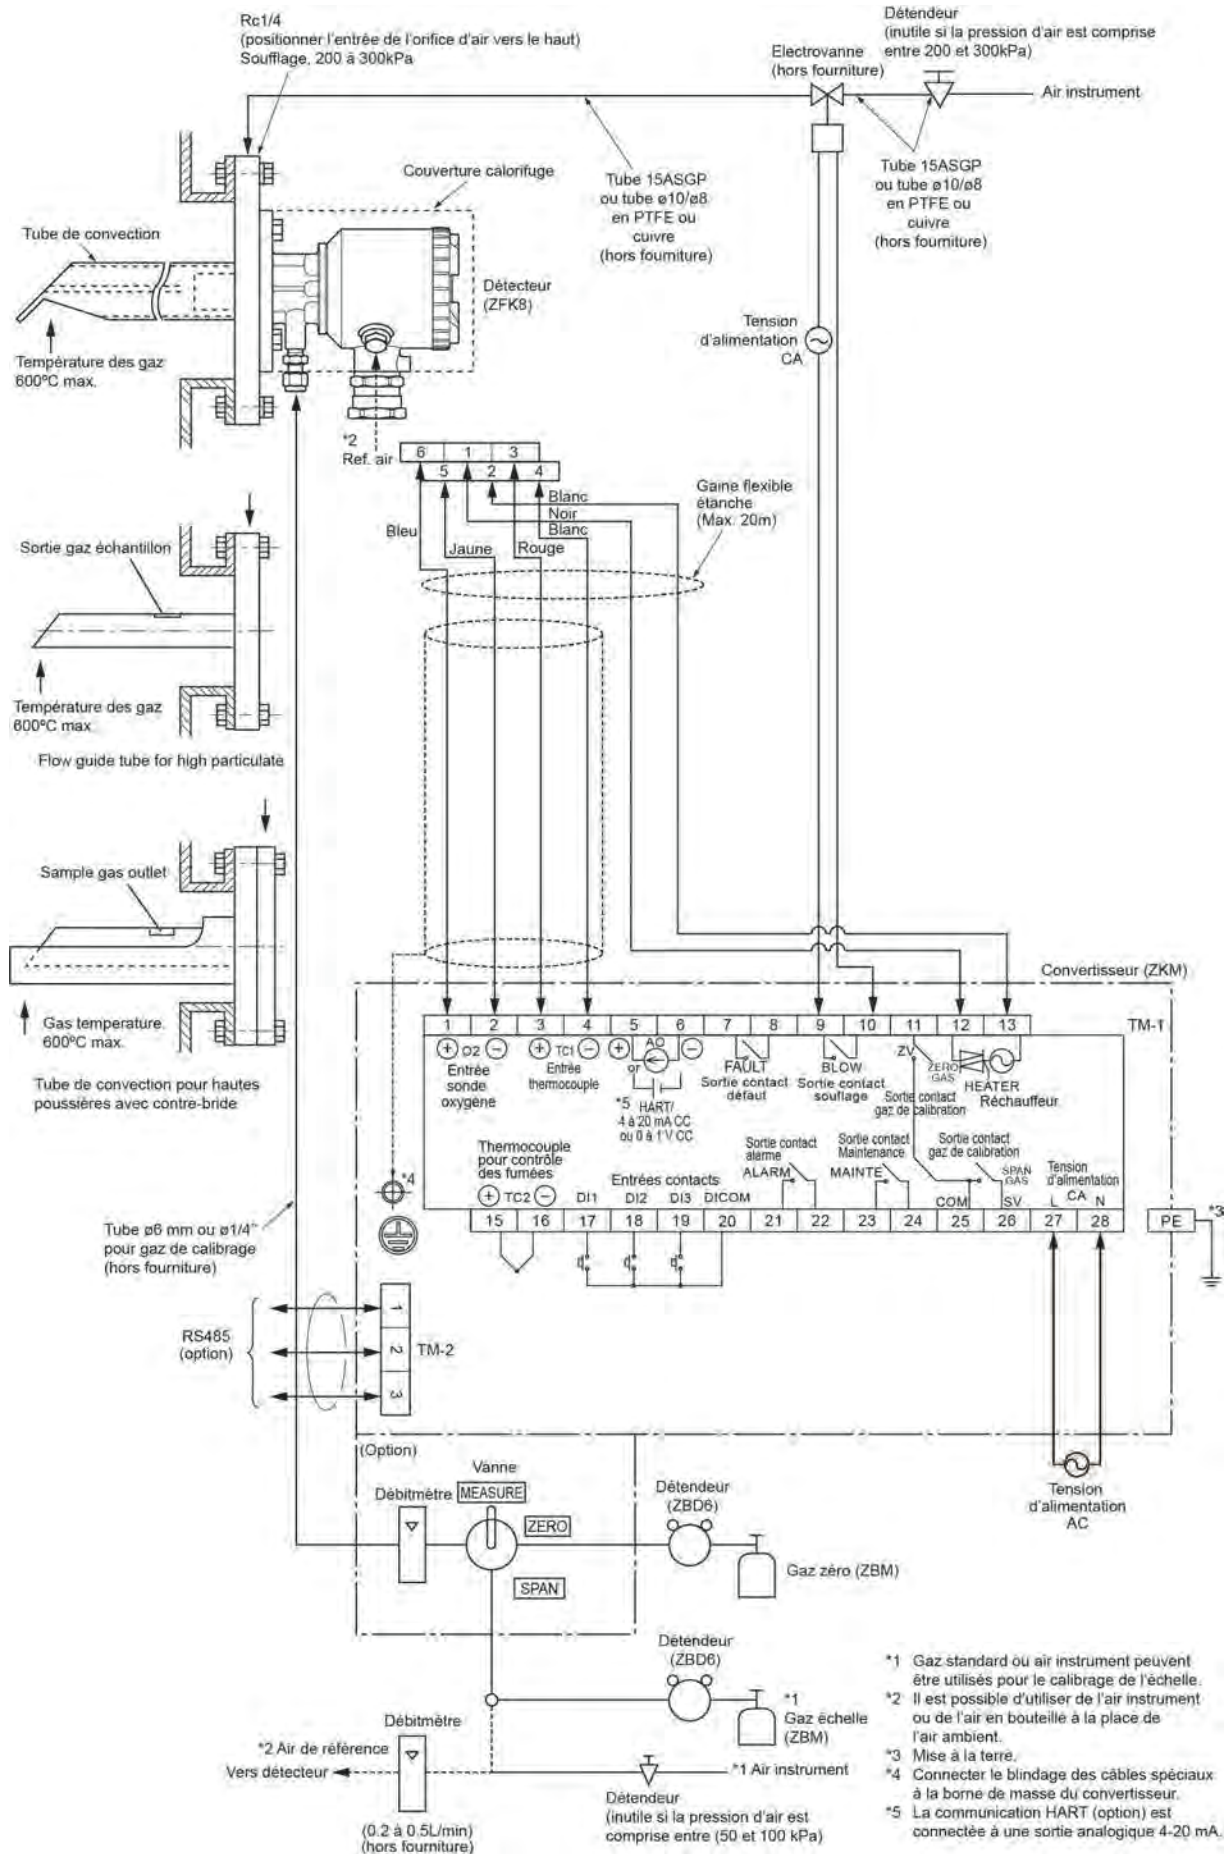 Rc1/4
(positionner l'entrée de l'orifice d'air vers le haut)
Soufflage, 200 à 300kPa
Détendeur
(inutile si la pression d'air est comprise
entre 200 et 300kPa)
Electrovanne
(hors fourniture)
Air instrument
Couverture calorifuge
Tube 15ASGP
ou tube ø10/ø8
en PTFE ou
cuivre
(hors fourniture)
Tube 15ASGP
ou tube ø10/ø8
en PTFE ou
cuivre
(hors fourniture)
Tube de convection
Détecteur
(ZFK8)
Tension
d'alimentation
CA
Température des gaz
600ºC max.
*2
Ref. air
6 1 3
5 2 4
Blanc
Noir
Blanc
Bleu
Jaune
Rouge
Gaine flexible
étanche
(Max. 20m)
Sortie gaz échantillon
Température des gaz
600ºC max.
Flow guide tube for high particulate
Sample gas outlet
Gas temperature.
600ºC max.
Tube de convection pour hautes
poussières avec contre-bride
Convertisseur (ZKM)
1 2 3 4 5 6 7 8 9 10 11 12 13
TM-1
+ O2 −
Entrée
sonde
oxygène
+ TC1 −
Entrée
thermocouple
+ AO −
or
*5 HART/
4 à 20 mA CC
ou 0 à 1 V CC
FAULT
Sortie contact
défaut
BLOW
Sortie contact
souflage
ZV
ZERO
GAS
Sortie contact
gaz de calibration
HEATER
Réchauffeur
Thermocouple
pour contrôle
des fumées
+ TC2 −
Entrées contacts
DI1 DI2 DI3 DICOM
Sortie contact
alarme
ALARM
Sortie contact
Maintenance
MAINTE
Sortie contact
gaz de calibration
SPAN
GAS
COM SV
Tension
d'alimentation
CA
L N
*4
15 16 17 18 19 20 21 22 23 24 25 26 27 28
PE
*3
Tube ø6 mm ou ø1/4"
pour gaz de calibrage
(hors fourniture)
RS485
(option)
1
2
3
TM-2
(Option)
Vanne
Débitmètre
MEASURE
ZERO
SPAN
Détendeur
(ZBD6)
Gaz zéro (ZBM)
Tension
d'alimentation
AC
Détendeur
(ZBD6)
*1
Gaz échelle
(ZBM)
Débitmètre
*2 Air de référence
Vers détecteur
*1 Air instrument
Détendeur
(inutile si la pression d'air est
comprise entre (50 et 100 kPa)
(0.2 à 0.5L/min)
(hors fourniture)
*1 Gaz standard ou air instrument peuvent
être utilisés pour le calibrage de l'échelle.
*2 Il est possible d'utiliser de l'air instrument
ou de l'air en bouteille à la place de
l'air ambient.
*3 Mise à la terre.
*4 Connecter le blindage des câbles spéciaux
à la borne de masse du convertisseur.
*5 La communication HART (option) est
connectée à une sortie analogique 4-20 mA.